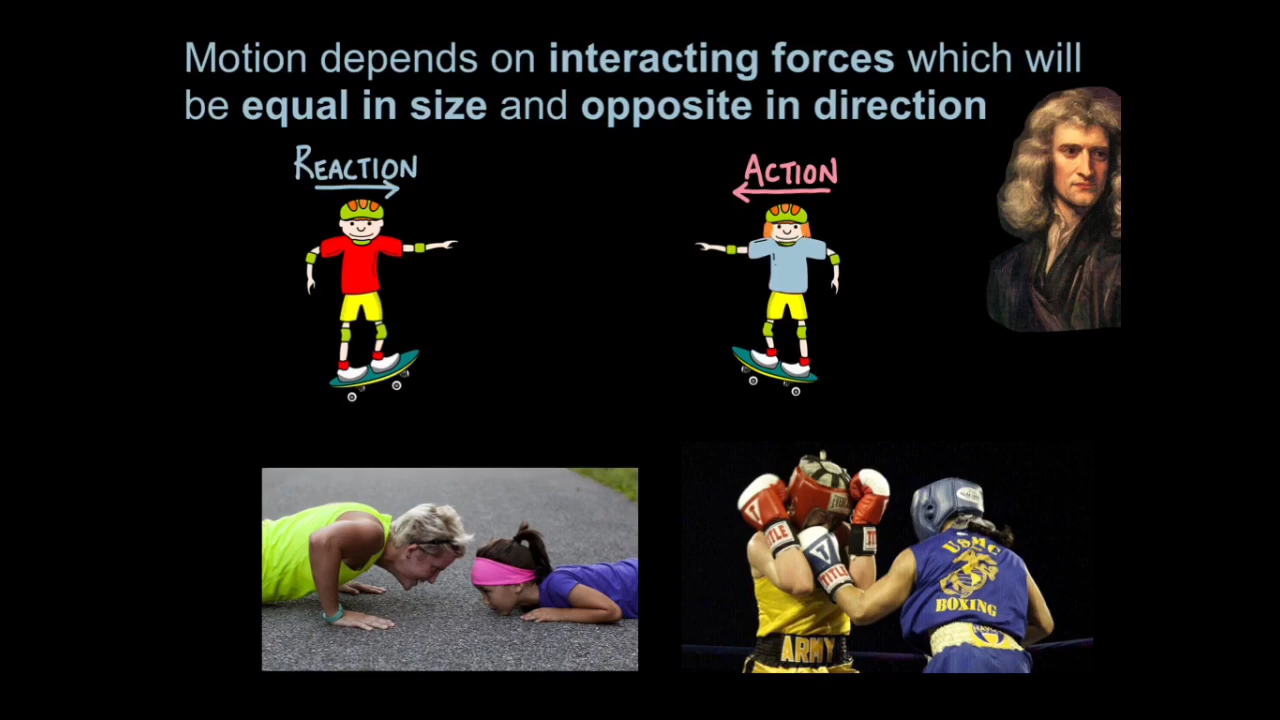 Motion depends on interacting forces which will
be equal in size and opposite in direction
REACTION
ACTION
V
TITLE
V
TITLE
USMC
BOXING
ARMY